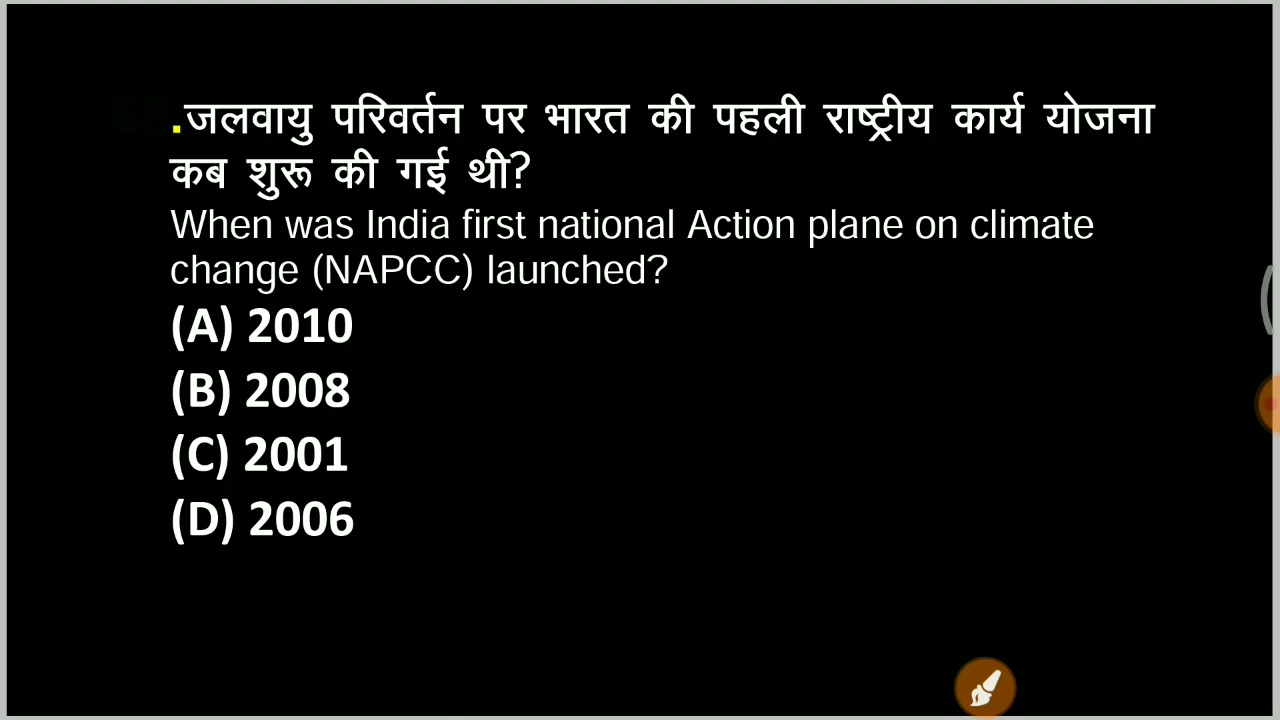 .जलवायु परिवर्तन पर भारत की पहली राष्ट्रीय कार्य योजना
कब शुरू की गई थी?
When was India first national Action plane on climate
change (NAPCC) launched?
(A) 2010
(B) 2008
(C) 2001
(D) 2006